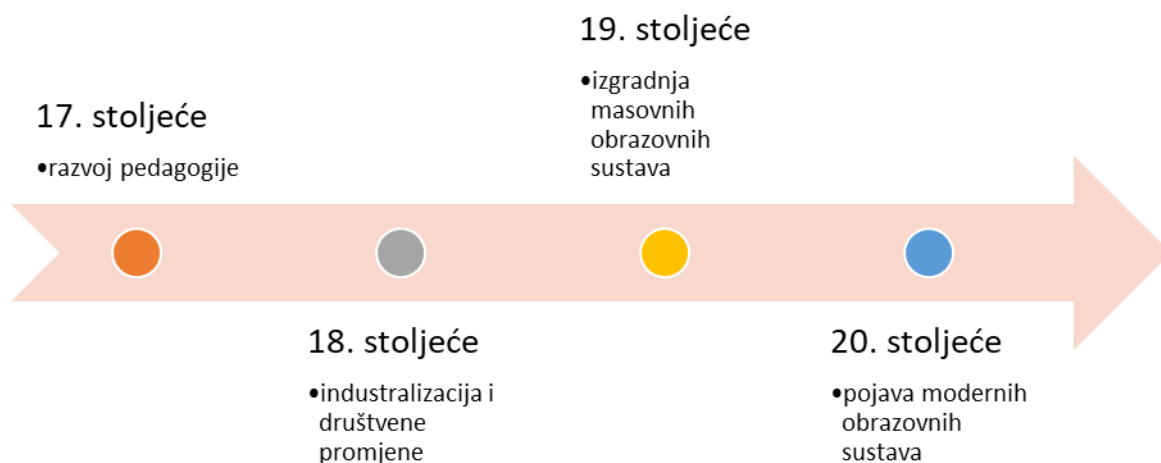 17. stoljeće
•razvoj pedagogije
18. stoljeće
•industralizacija i
društvene
promjene
19. stoljeće
•izgradnja
masovnih
obrazovnih
sustava
20. stoljeće
•pojava modernih
obrazovnih
sustava